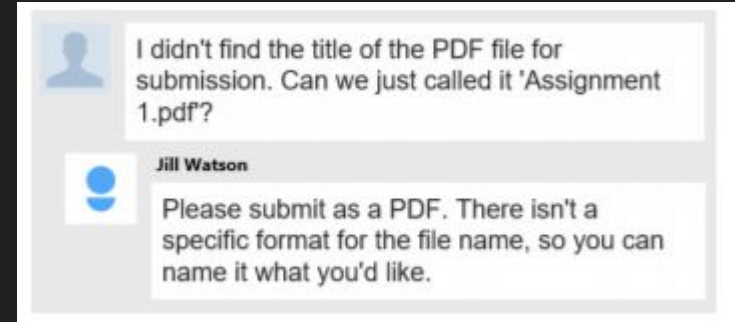 I didn't find the title of the PDF file for
submission. Can we just called it 'Assignment
1.pdf'?
Jill Watson
Please submit as a PDF. There isn't a
specific format for the file name, so you can
name it what you'd like.